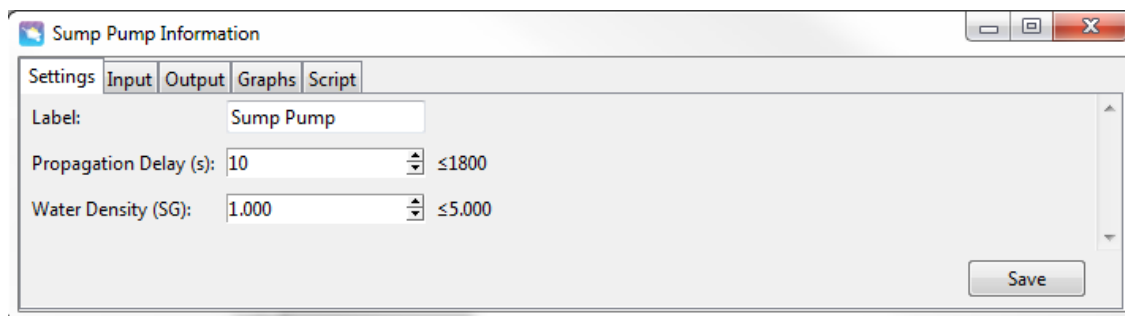 Sump Pump Information
Settings Input Output Graphs Script
Label: Sump Pump
Propagation Delay (s): 10 ≤1800
Water Density (SG): 1.000 ≤5.000
Save